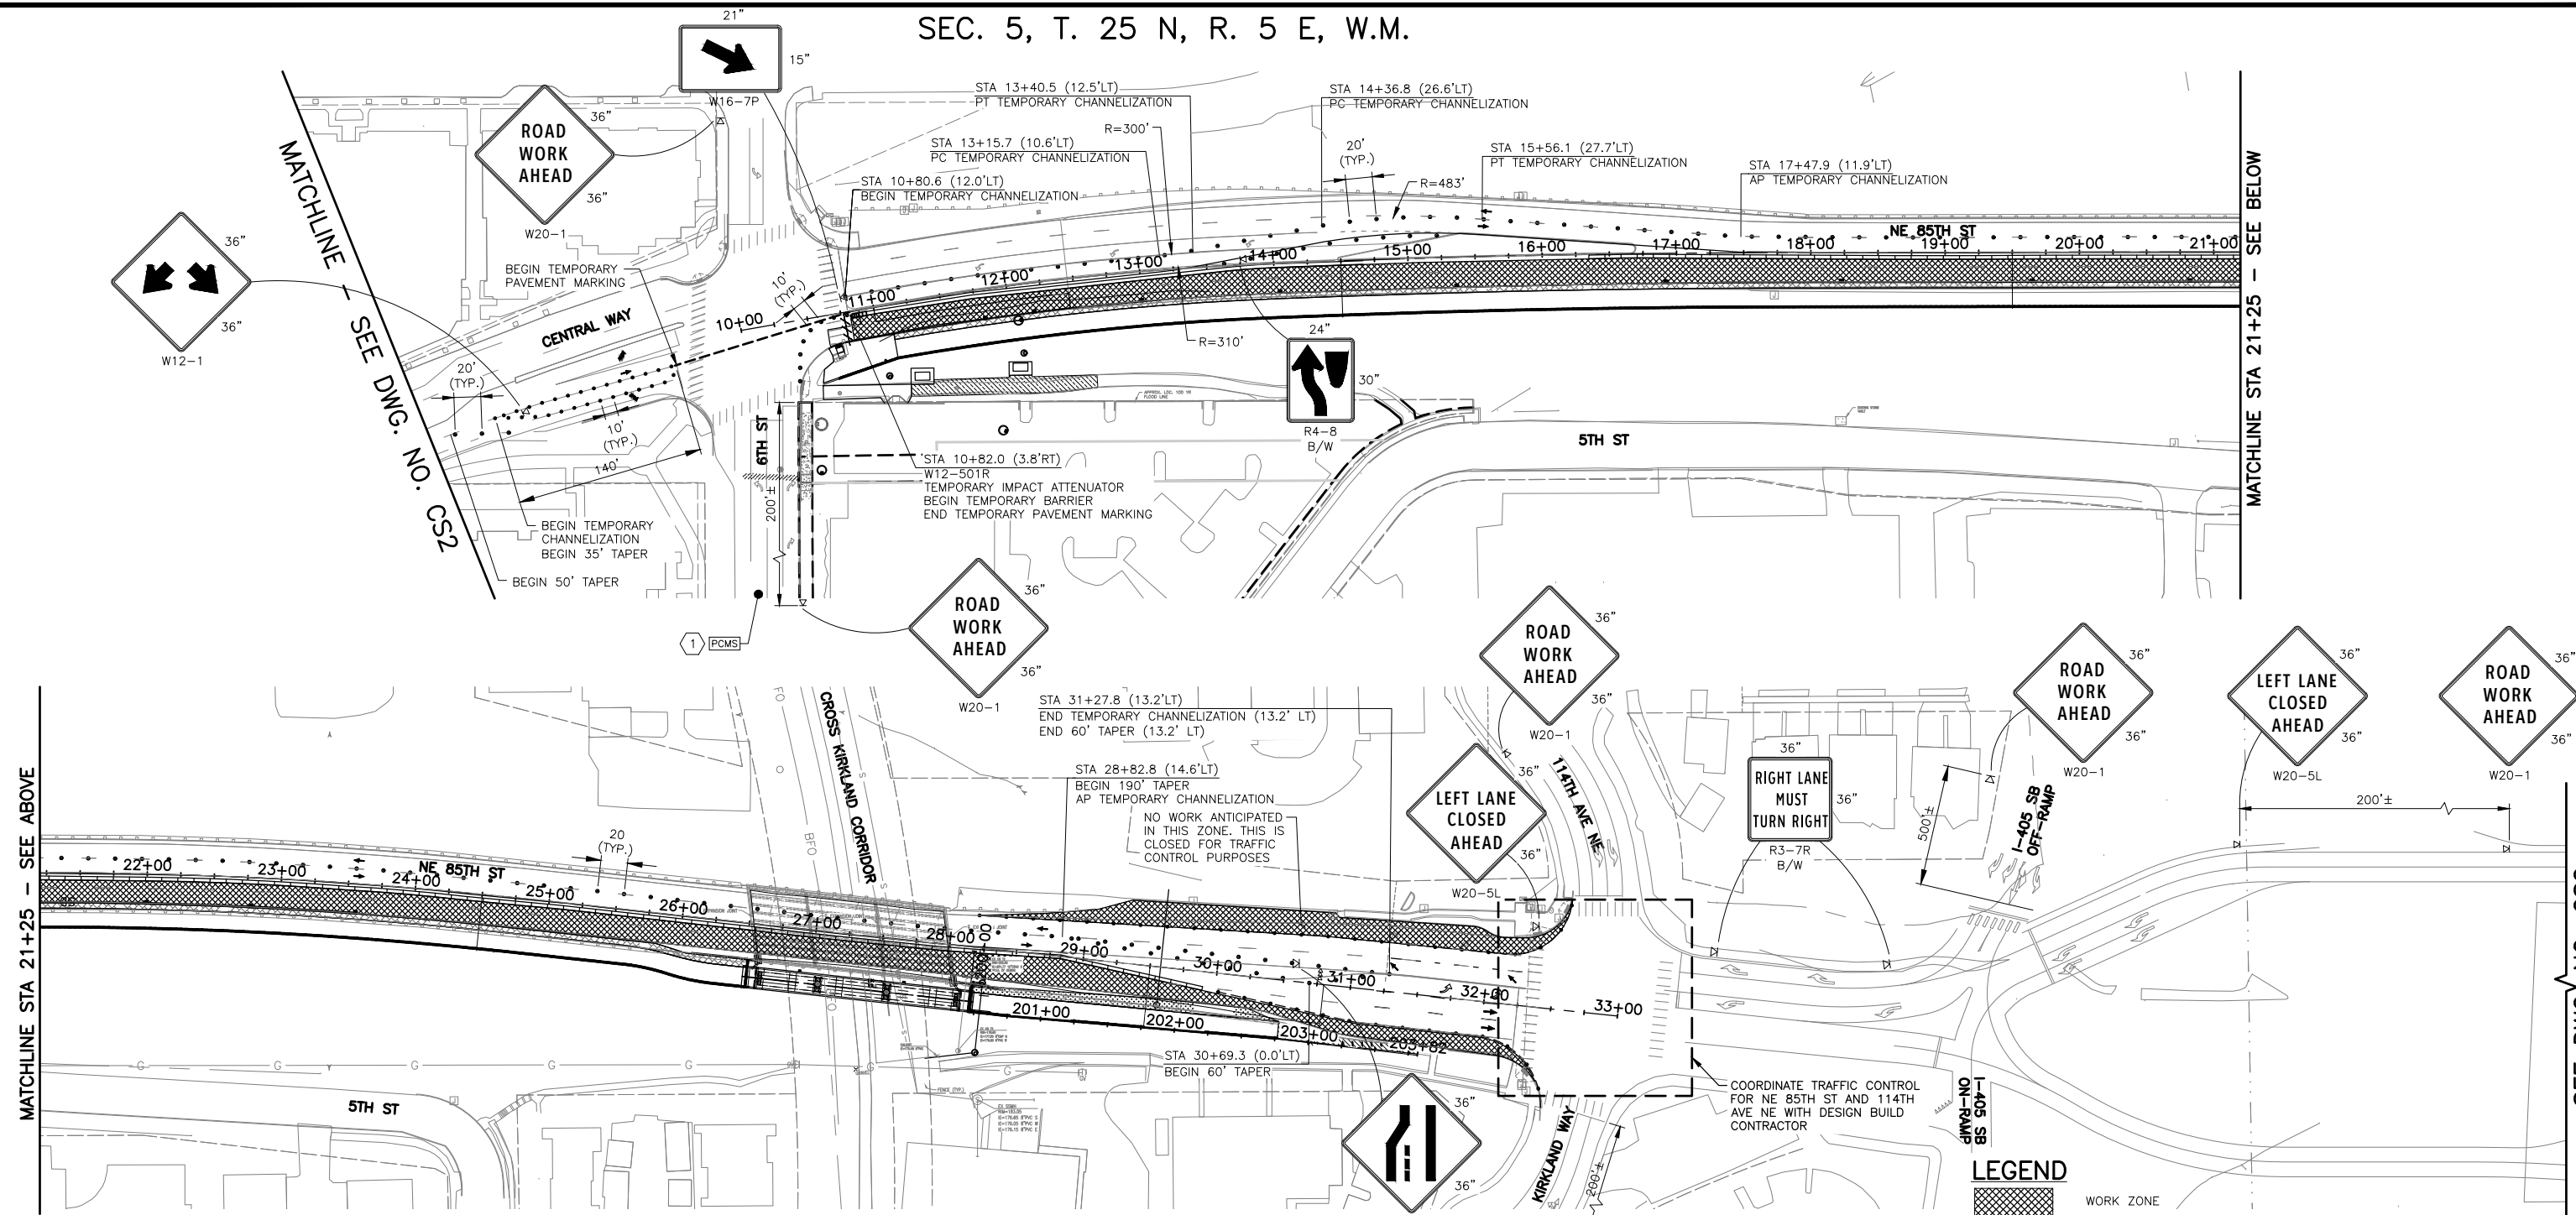 SEC. 5, T. 25 N, R. 5 E, W.M.
21"
15"
W16-7P
ROAD
WORK
AHEAD
36"
36"
W20-1
36"
36"
W12-1
MATCHLINE - SEE DWG. NO. CS2
BEGIN TEMPORARY
PAVEMENT MARKING
CENTRAL WAY
20'
(TYP.)
10'
(TYP.)
140'
BEGIN TEMPORARY
CHANNELIZATION
BEGIN 35' TAPER
BEGIN 50' TAPER
STA 13+40.5 (12.5'LT)
PT TEMPORARY CHANNELIZATION
R=300'
STA 13+15.7 (10.6'LT)
PC TEMPORARY CHANNELIZATION
STA 10+80.6 (12.0'LT)
BEGIN TEMPORARY CHANNELIZATION
STA 14+36.8 (26.6'LT)
PC TEMPORARY CHANNELIZATION
20'
(TYP.)
R=483'
STA 15+56.1 (27.7'LT)
PT TEMPORARY CHANNELIZATION
STA 17+47.9 (11.9'LT)
AP TEMPORARY CHANNELIZATION
10'
(TYP.)
10+00
11+00
12+00
13+00
14+00
15+00
16+00
17+00
18+00
19+00
20+00
21+00
NE 85TH ST
R=310'
24"
30"
R4-8
B/W
6TH ST
200'±
STA 10+82.0 (3.8'RT)
W12-501R
TEMPORARY IMPACT ATTENUATOR
BEGIN TEMPORARY BARRIER
END TEMPORARY PAVEMENT MARKING
APPROX. LOC. 100 YR
FLOOD LINE
5TH ST
MATCHLINE STA 21+25 - SEE BELOW
1
PCMS
ROAD
WORK
AHEAD
36"
36"
W20-1
MATCHLINE STA 21+25 - SEE ABOVE
22+00
23+00
24+00
25+00
26+00
27+00
28+00
29+00
30+00
31+00
32+00
33+00
NE 85TH ST
20
(TYP.)
CROSS KIRKLAND CORRIDOR
BFO
STA 31+27.8 (13.2'LT)
END TEMPORARY CHANNELIZATION (13.2' LT)
END 60' TAPER (13.2' LT)
STA 28+82.8 (14.6'LT)
BEGIN 190' TAPER
AP TEMPORARY CHANNELIZATION
NO WORK ANTICIPATED
IN THIS ZONE. THIS IS
CLOSED FOR TRAFFIC
CONTROL PURPOSES
201+00
202+00
203+00
203+82
STA 30+69.3 (0.0'LT)
BEGIN 60' TAPER
FENCE (TYP.)
G
G
G
G
G
G
G
5TH ST
ROAD
WORK
AHEAD
36"
36"
W20-1
LEFT LANE
CLOSED
AHEAD
36"
36"
W20-5L
114TH AVE NE
36"
RIGHT LANE
MUST
TURN RIGHT
36"
R3-7R
B/W
ROAD
WORK
AHEAD
36"
36"
W20-1
500'±
I-405 SB
OFF-RAMP
LEFT LANE
CLOSED
AHEAD
36"
36"
W20-5L
200'±
ROAD
WORK
AHEAD
36"
36"
W20-1
36"
36"
KIRKLAND WAY
200'±
COORDINATE TRAFFIC CONTROL
FOR NE 85TH ST AND 114TH
AVE NE WITH DESIGN BUILD
CONTRACTOR
I-405 SB
ON-RAMP
LEGEND
WORK ZONE